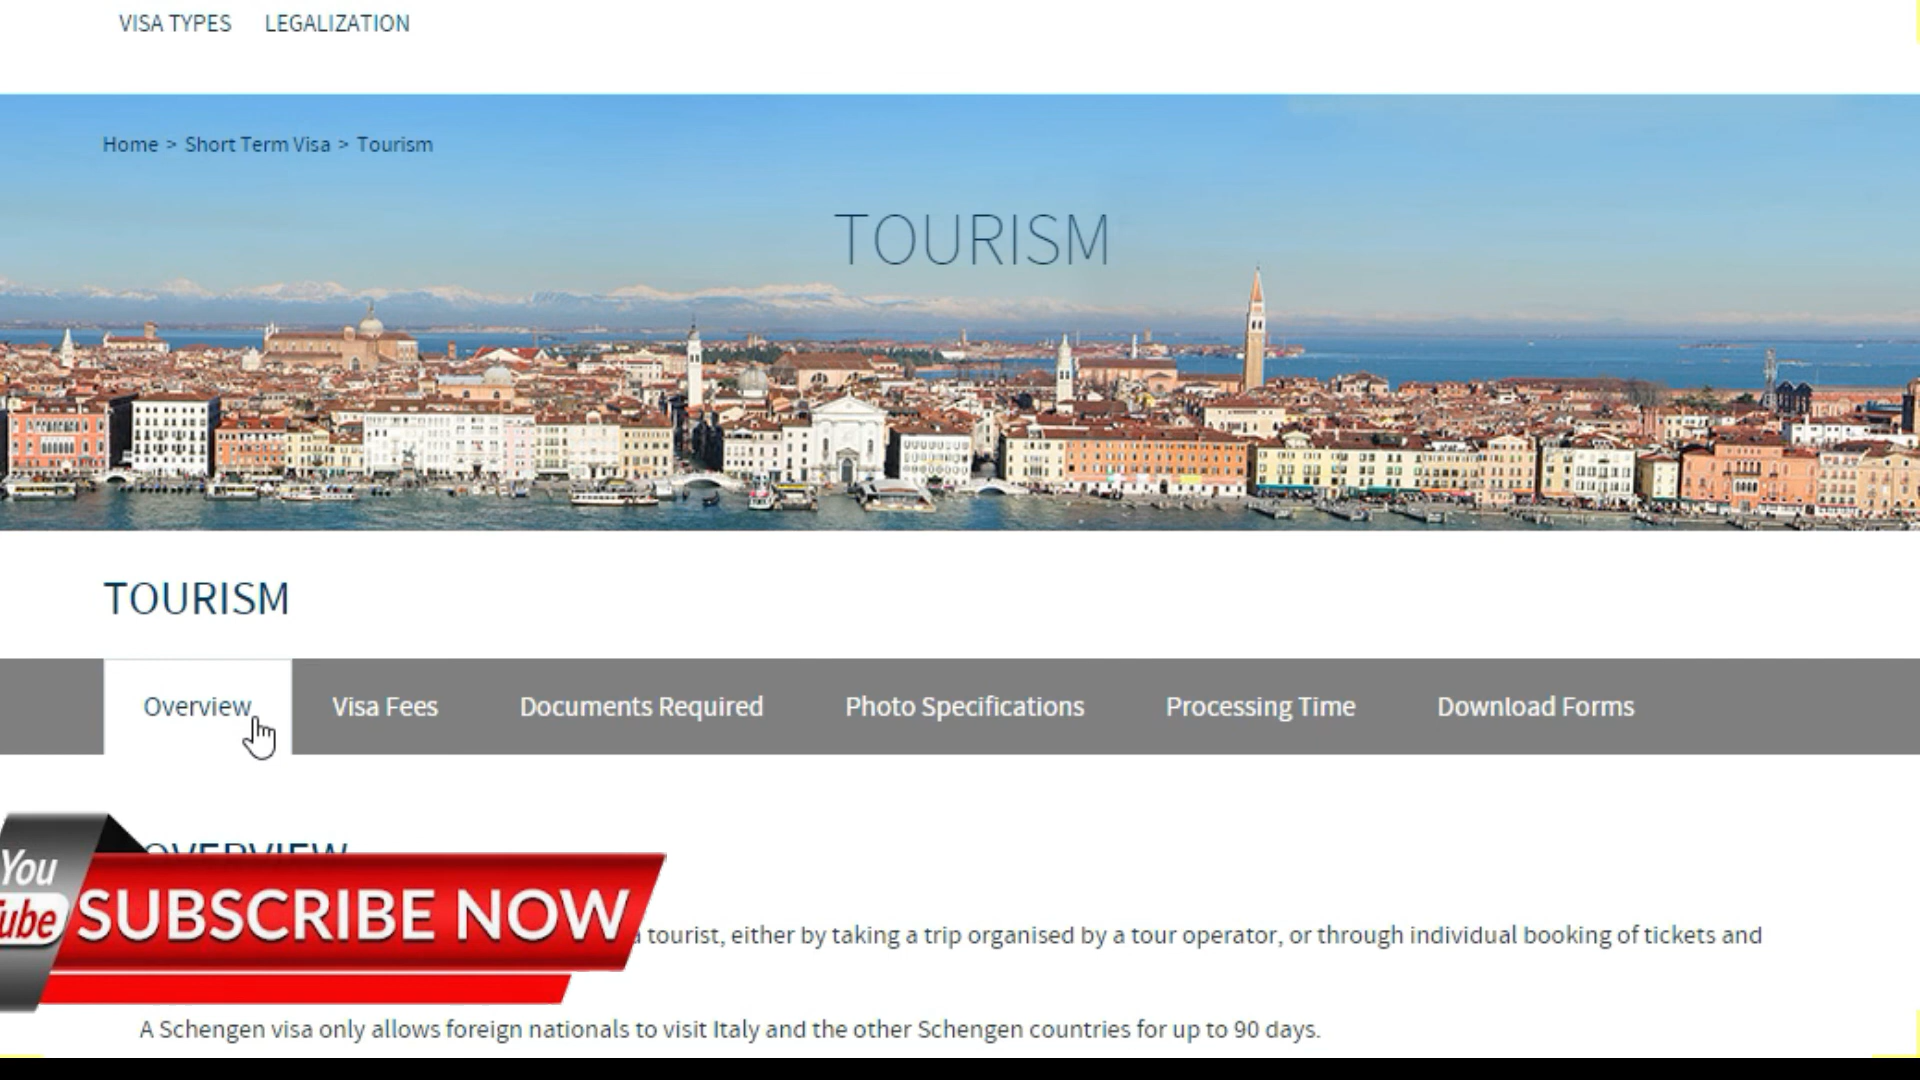 VISA TYPES LEGALIZATION
Home > Short Term Visa > Tourism
TOURISM
TOURISM
Overview Visa Fees Documents Required Photo Specifications Processing Time Download Forms
OVERVIEW
You
Tube
SUBSCRIBE NOW
tourist, either by taking a trip organised by a tour operator, or through individual booking of tickets and
A Schengen visa only allows foreign nationals to visit Italy and the other Schengen countries for up to 90 days.